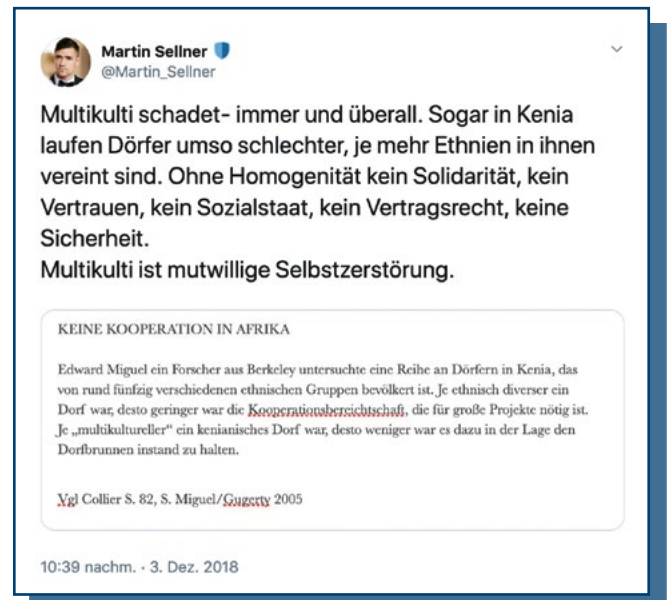 Martin Sellner
@Martin_Sellner
Multikulti schadet- immer und überall. Sogar in Kenia
laufen Dörfer umso schlechter, je mehr Ethnien in ihnen
vereint sind. Ohne Homogenität kein Solidarität, kein
Vertrauen, kein Sozialstaat, kein Vertragsrecht, keine
Sicherheit.
Multikulti ist mutwillige Selbstzerstörung.
KEINE KOOPERATION IN AFRIKA
Edward Miguel ein Forscher aus Berkeley untersuchte eine Reihe an Dörfern in Kenia, das
von rund fünfzig verschiedenen ethnischen Gruppen bevölkert ist. Je ethnisch diverser ein
Dorf war, desto geringer war die Kooperationsbereichtschaft, die für große Projekte nötig ist.
Je „multikultureller“ ein kenianisches Dorf war, desto weniger war es dazu in der Lage den
Dorfbrunnen instand zu halten.
Vgl Collier S. 82, S. Miguel/Gugerty 2005
10:39 nachm. · 3. Dez. 2018